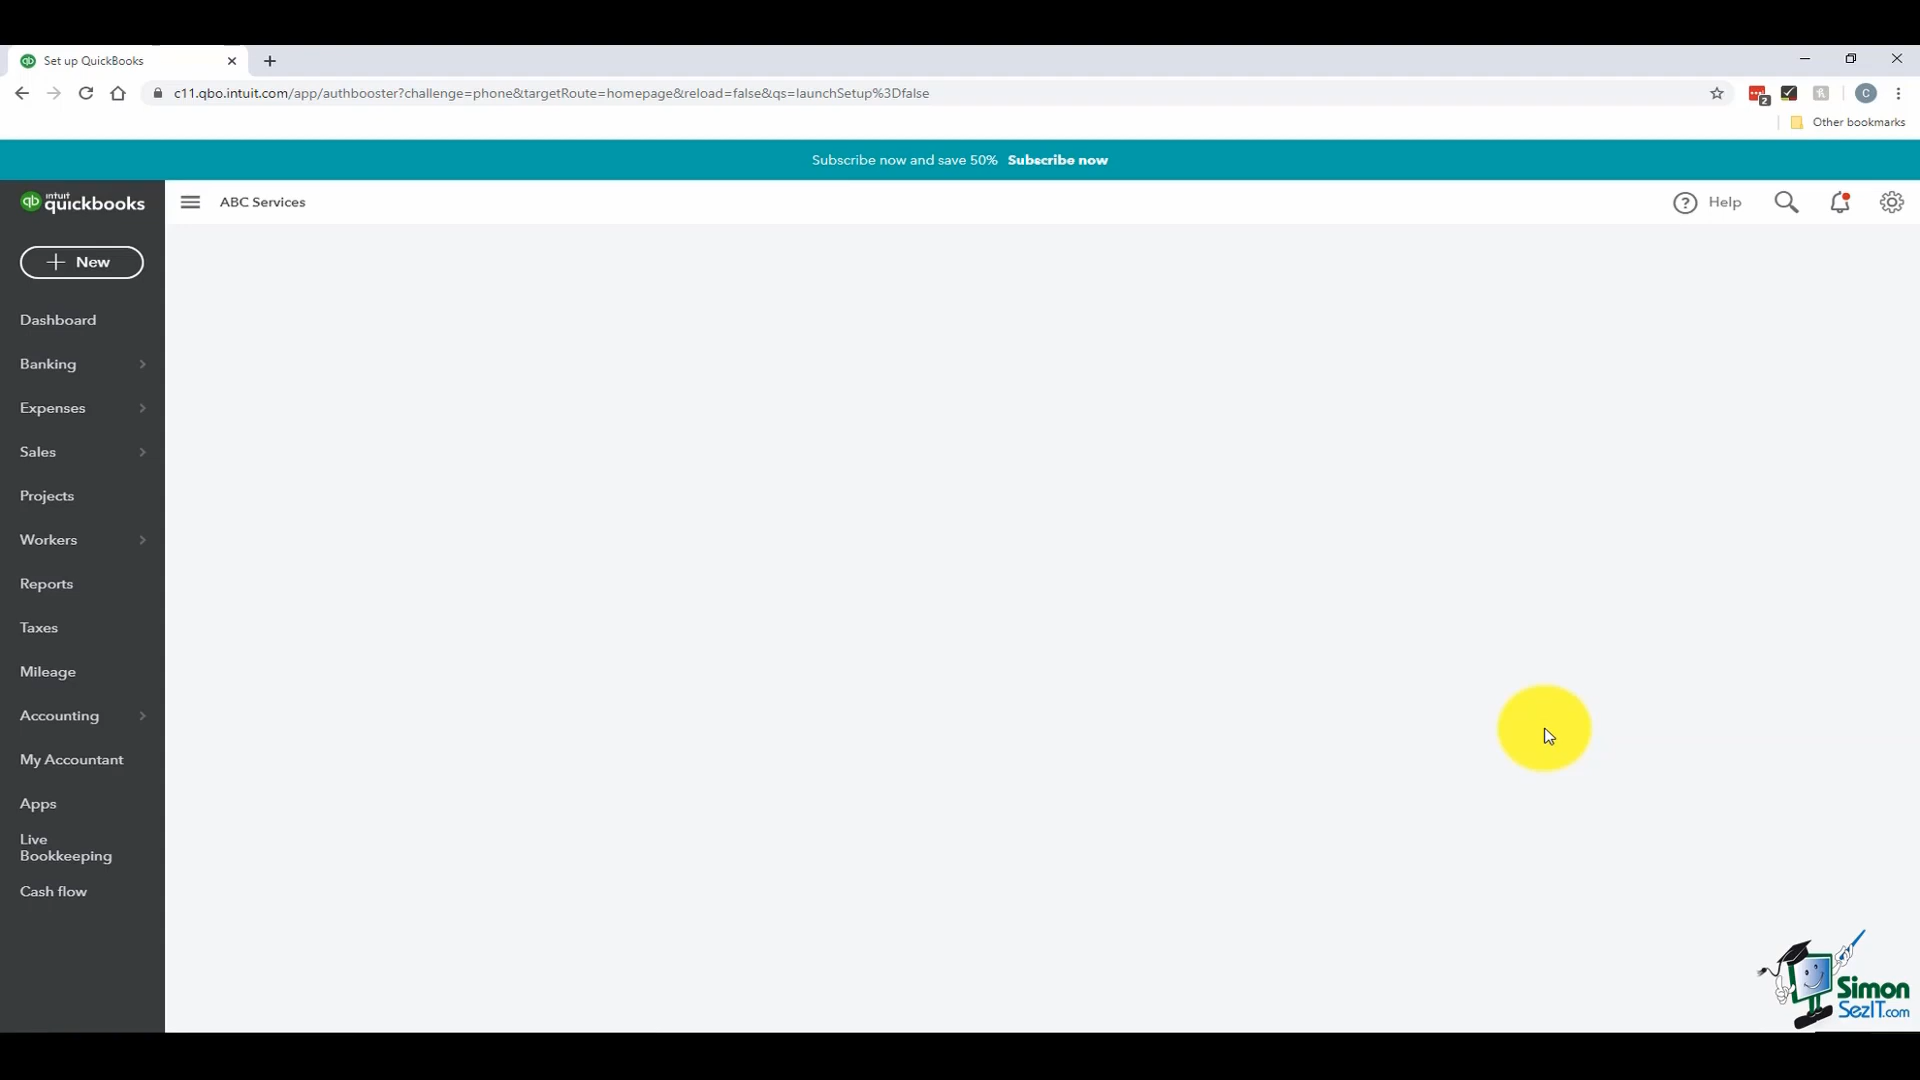 Set up QuickBooks
c11.qbo.intuit.com/app/authbooster?challenge=phone&targetRoute=homepage&reload=false&qs=launchSetup%3Dfalse
2
C
Other bookmarks
Subscribe now and save 50% Subscribe now
qb intuit quickbooks
ABC Services
? Help
+ New
Dashboard
Banking
Expenses
Sales
Projects
Workers
Reports
Taxes
Mileage
Accounting
My Accountant
Apps
Live
Bookkeeping
Cash flow
Simon
SezIT.com